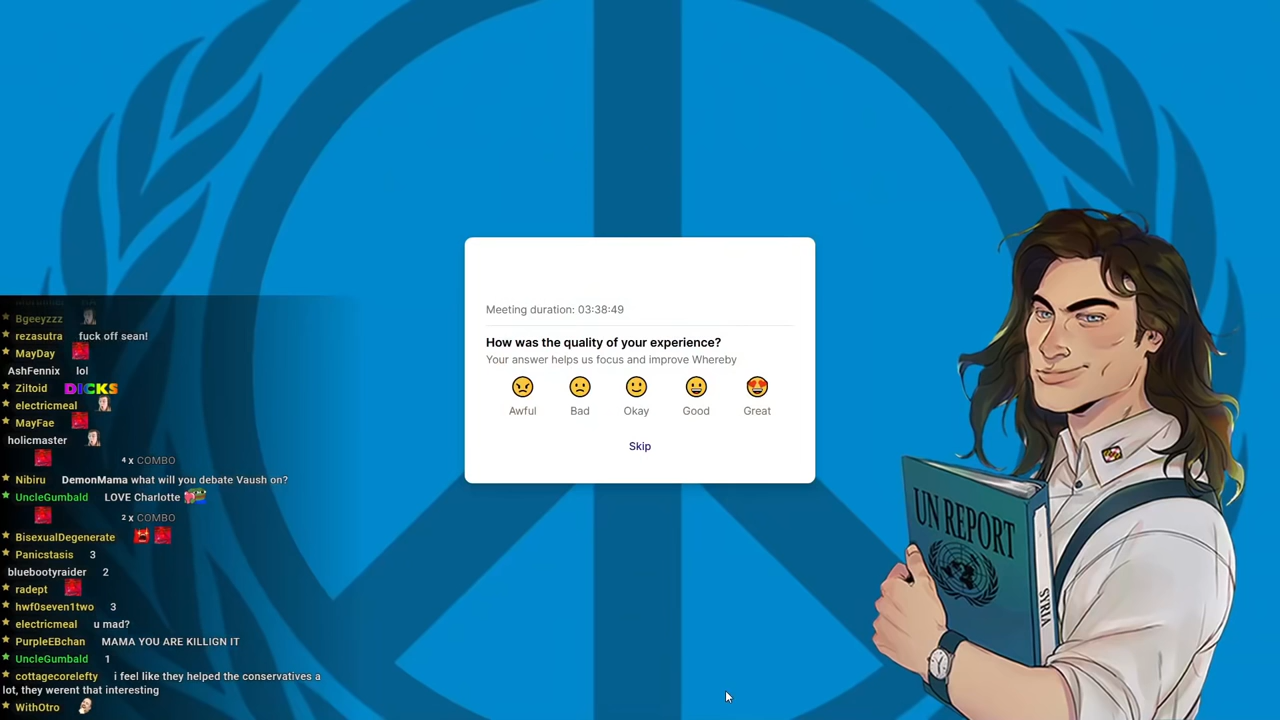 Bgeeyzzz
rezasutra fuck off sean!
MayDay
AshFennix lol
Ziltoid DICKS
electricmeal
MayFae
holicmaster
4 x COMBO
Nibiru DemonMama what will you debate Vaush on?
UncleGumbald LOVE Charlotte
2 x COMBO
BisexualDegenerate
Panicstasis 3
bluebootyraider 2
radept
hwf0seven1two 3
electricmeal u mad?
PurpleEBchan MAMA YOU ARE KILLIGN IT
UncleGumbald 1
cottagecorelefty i feel like they helped the conservatives a
lot, they werent that interesting
WithOtro
Meeting duration: 03:38:49
How was the quality of your experience?
Your answer helps us focus and improve Whereby
Awful Bad Okay Good Great
Skip
UN REPORT
SYRIA